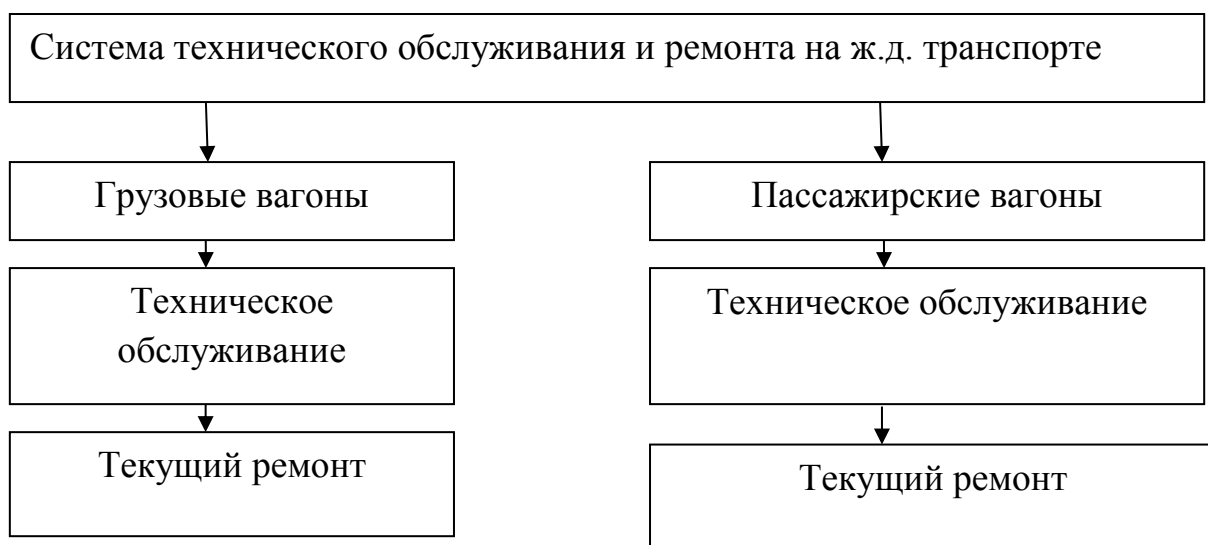 Система технического обслуживания и ремонта на ж.д. транспорте
Грузовые вагоны
Пассажирские вагоны
Техническое
обслуживание
Техническое обслуживание
Текущий ремонт
Текущий ремонт